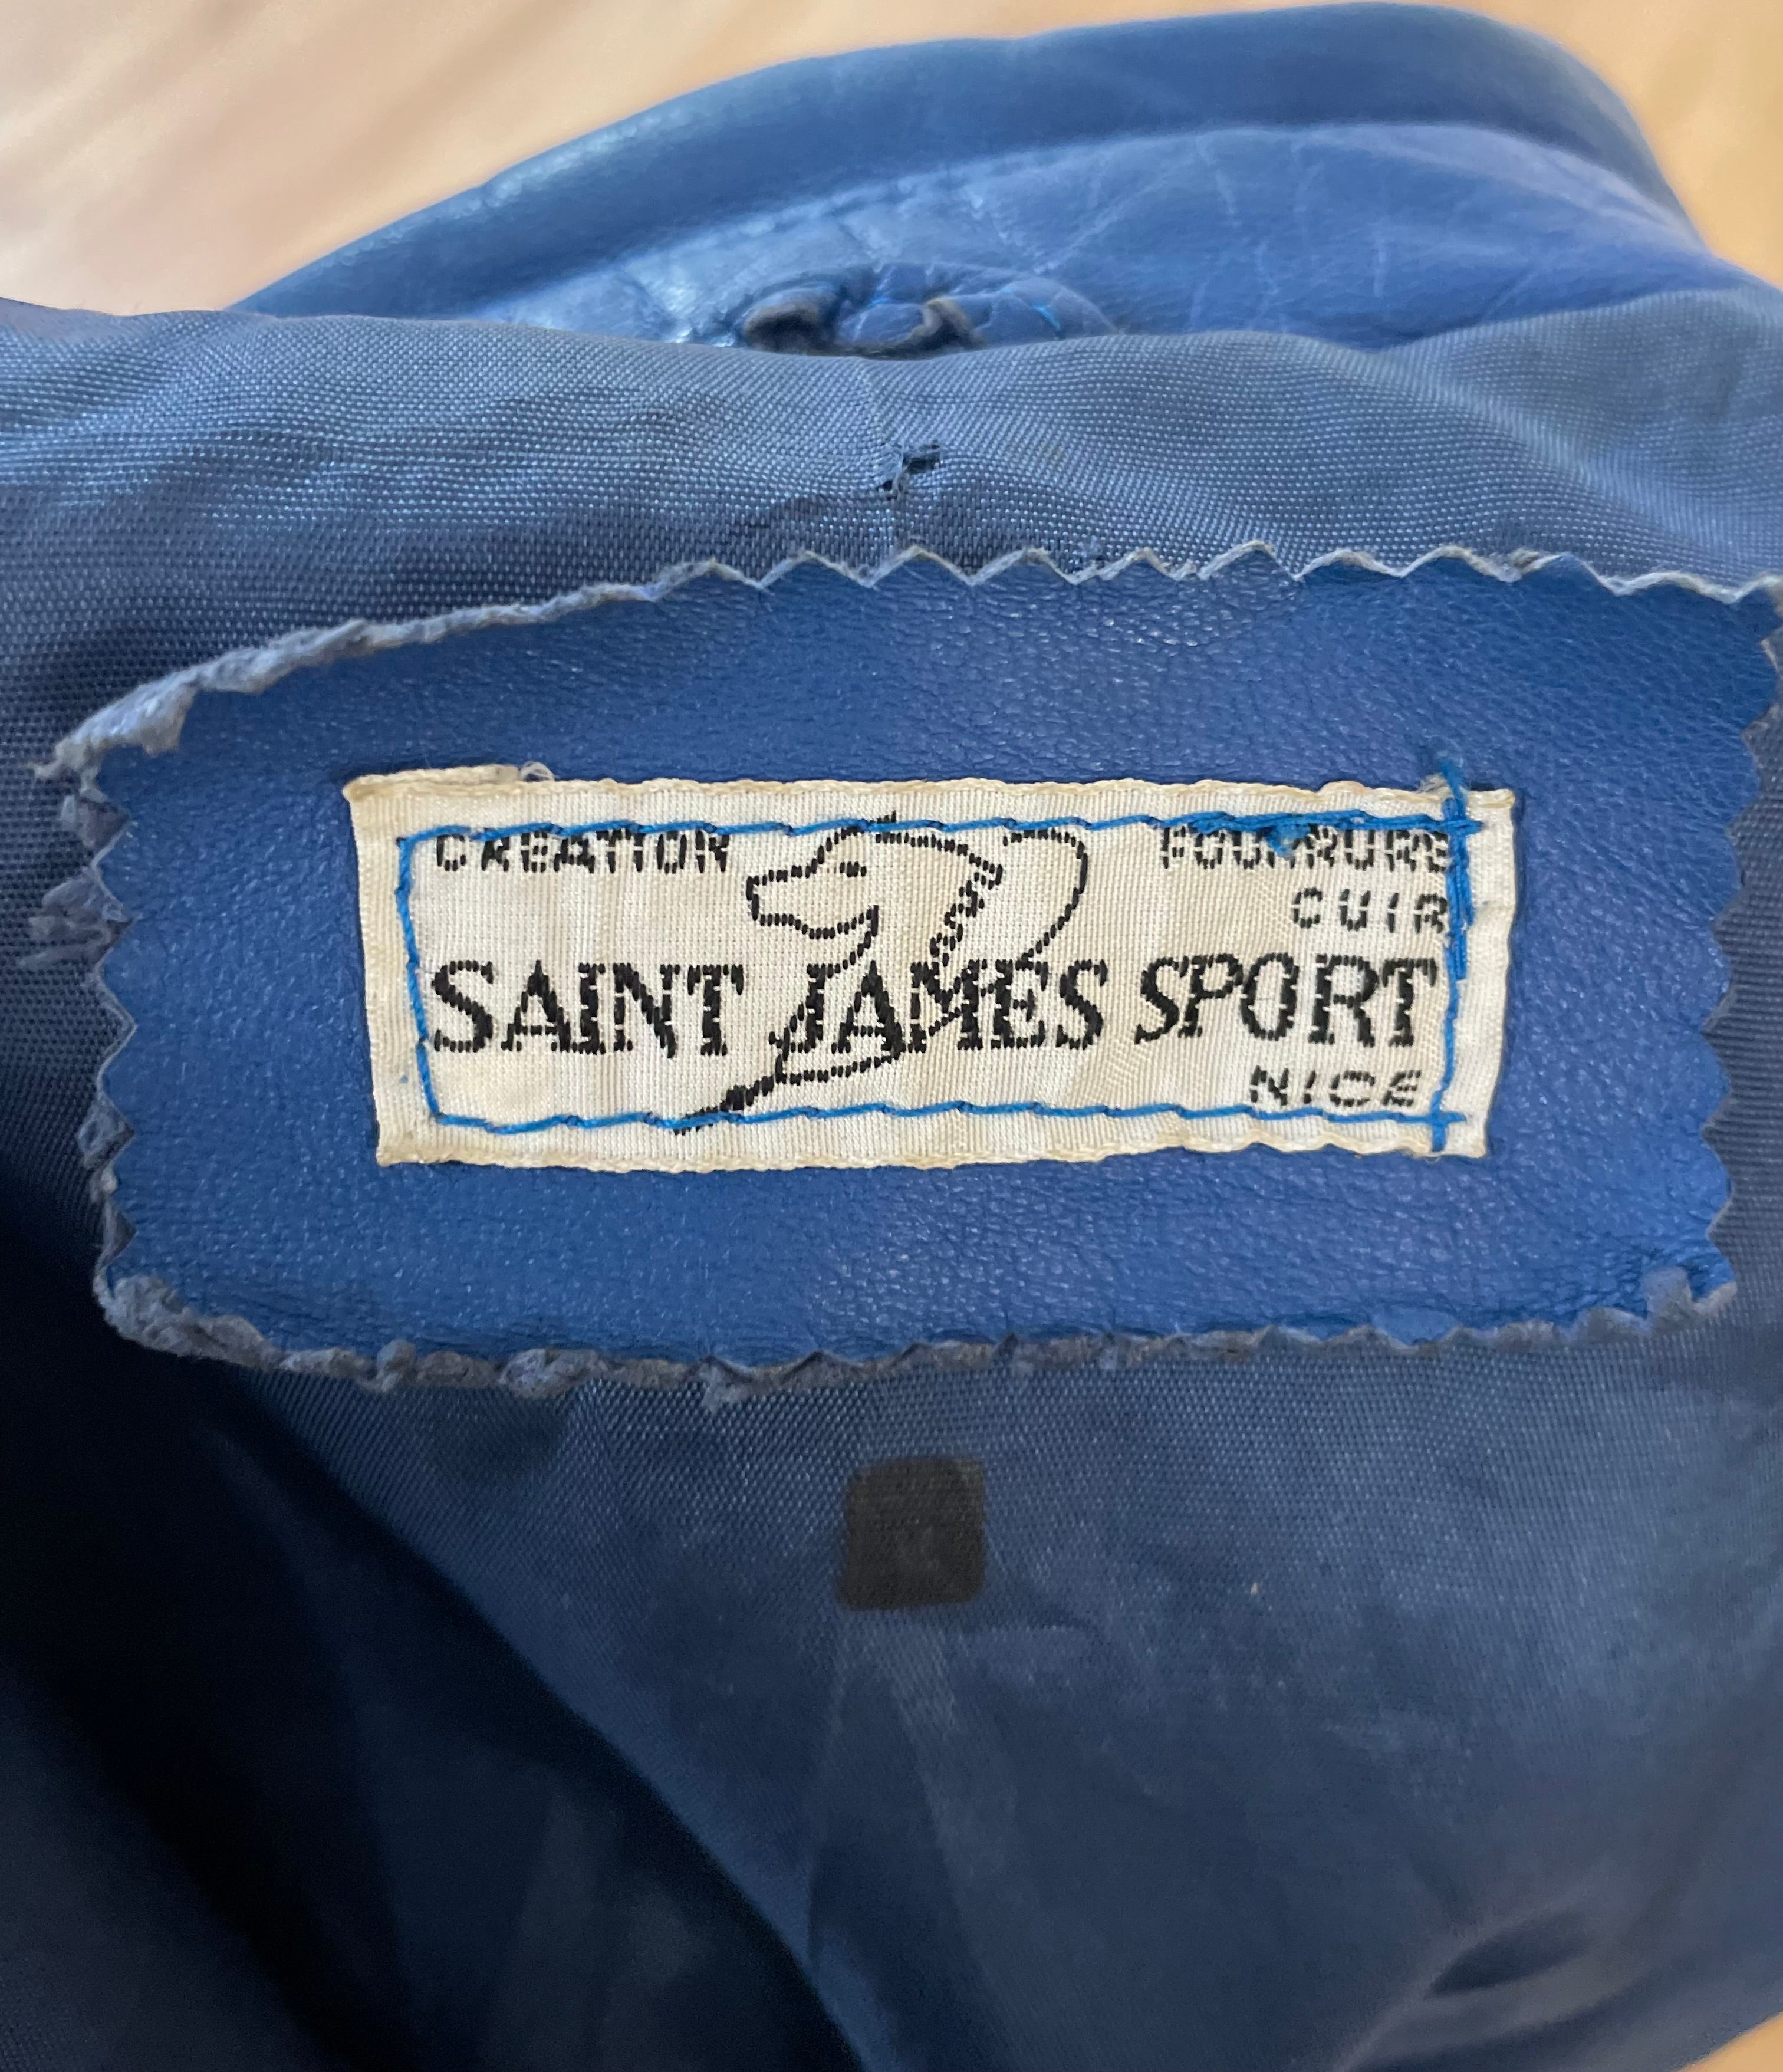 CREATION FOURRURE
CUIR
SAINT JAMES SPORT
NICE